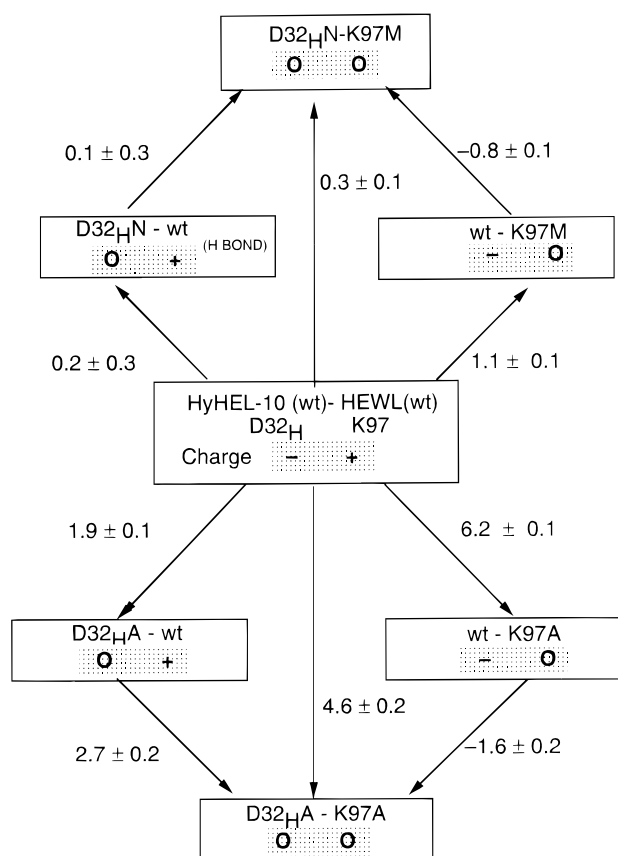 D32HN-K97M
O O
0.1 ± 0.3
−0.8 ± 0.1
0.3 ± 0.1
D32HN - wt
(H BOND)
O +
wt - K97M
− O
0.2 ± 0.3
1.1 ± 0.1
HyHEL-10 (wt)- HEWL(wt)
D32H K97
Charge − +
1.9 ± 0.1
6.2 ± 0.1
D32HA - wt
O +
wt - K97A
− O
4.6 ± 0.2
2.7 ± 0.2
−1.6 ± 0.2
D32HA - K97A
O O